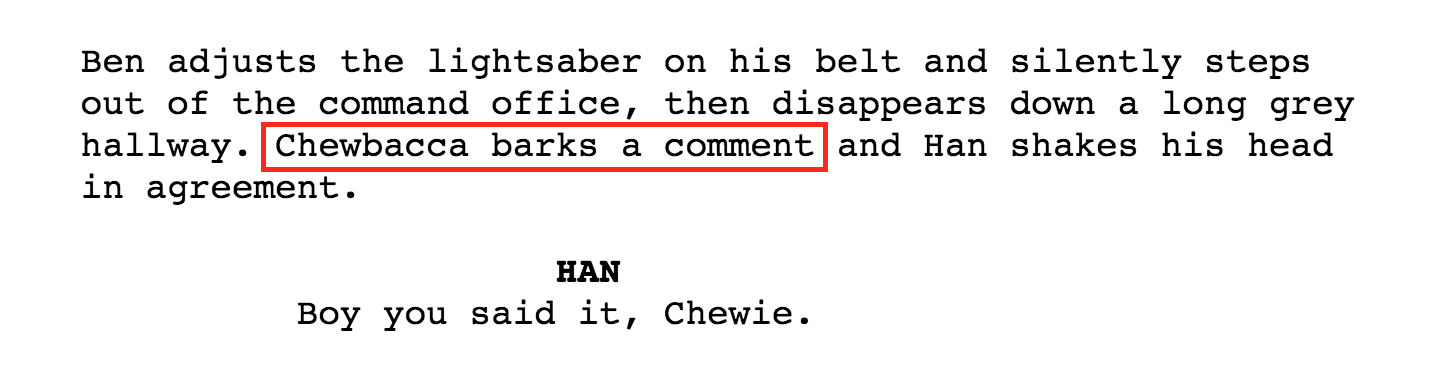 Ben adjusts the lightsaber on his belt and silently steps
out of the command office, then disappears down a long grey
hallway. Chewbacca barks a comment and Han shakes his head
in agreement.
HAN
Boy you said it, Chewie.